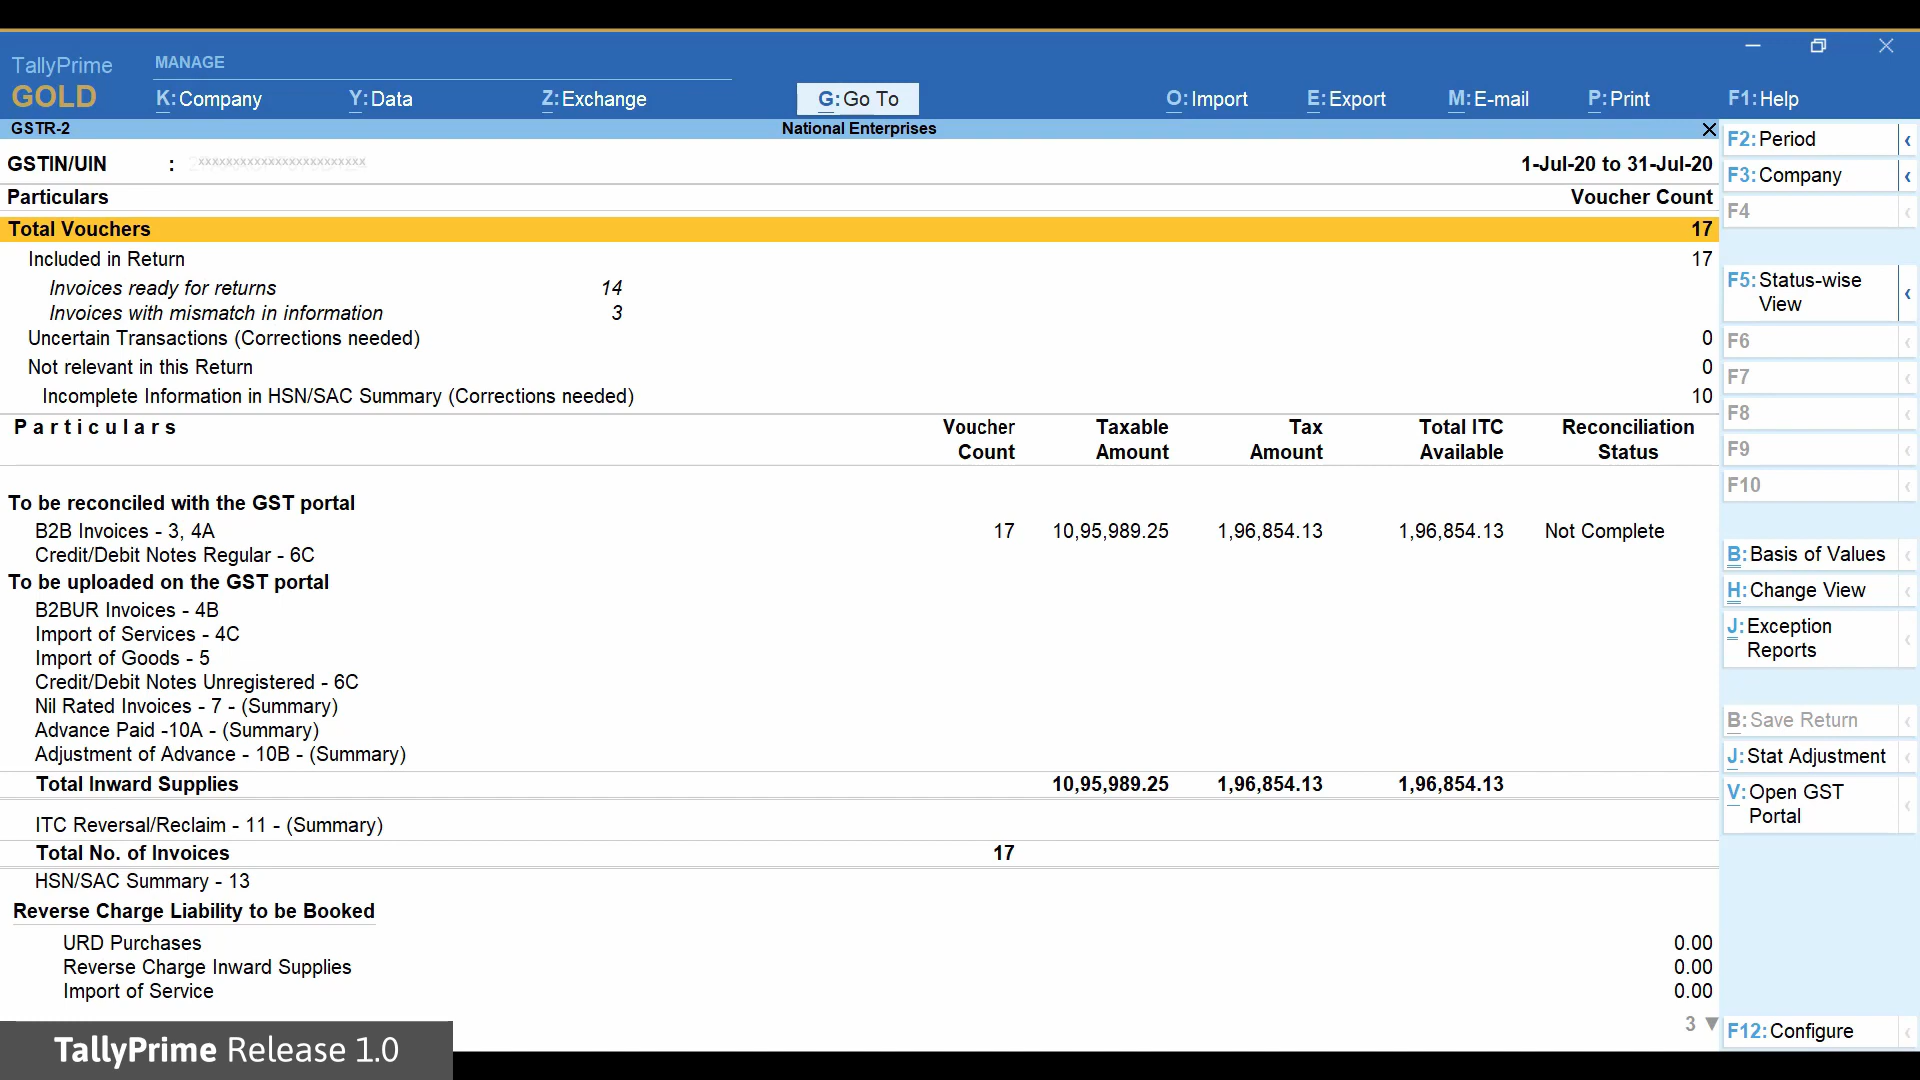 TallyPrime
GOLD
MANAGE
K:Company
Y:Data
Z:Exchange
G:Go To
O:Import
E:Export
M:E-mail
P:Print
F1:Help
GSTR-2
National Enterprises
GSTIN/UIN :
1-Jul-20 to 31-Jul-20
Particulars Voucher Count
Total Vouchers 17
Included in Return 17
Invoices ready for returns 14
Invoices with mismatch in information 3
Uncertain Transactions (Corrections needed) 0
Not relevant in this Return 0
Incomplete Information in HSN/SAC Summary (Corrections needed) 10
Particulars Voucher Taxable Tax Total ITC Reconciliation
Count Amount Amount Available Status
To be reconciled with the GST portal
B2B Invoices - 3, 4A 17 10,95,989.25 1,96,854.13 1,96,854.13 Not Complete
Credit/Debit Notes Regular - 6C
To be uploaded on the GST portal
B2BUR Invoices - 4B
Import of Services - 4C
Import of Goods - 5
Credit/Debit Notes Unregistered - 6C
Nil Rated Invoices - 7 - (Summary)
Advance Paid -10A - (Summary)
Adjustment of Advance - 10B - (Summary)
Total Inward Supplies 10,95,989.25 1,96,854.13 1,96,854.13
ITC Reversal/Reclaim - 11 - (Summary)
Total No. of Invoices 17
HSN/SAC Summary - 13
Reverse Charge Liability to be Booked
URD Purchases 0.00
Reverse Charge Inward Supplies 0.00
Import of Service 0.00
3
F2:Period
F3:Company
F4
F5:Status-wise
View
F6
F7
F8
F9
F10
B:Basis of Values
H:Change View
J:Exception
Reports
B:Save Return
J:Stat Adjustment
V:Open GST
Portal
F12:Configure
TallyPrime Release 1.0